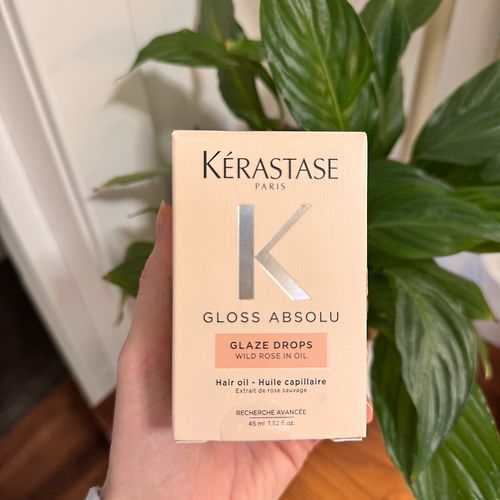 KÉRASTASE
PARIS
K
GLOSS ABSOLU
GLAZE DROPS
WILD ROSE IN OIL
Hair oil - Huile capillaire
Extrait de rose sauvage
RECHERCHE AVANCÉE
45 ml 1.52 fl.oz.